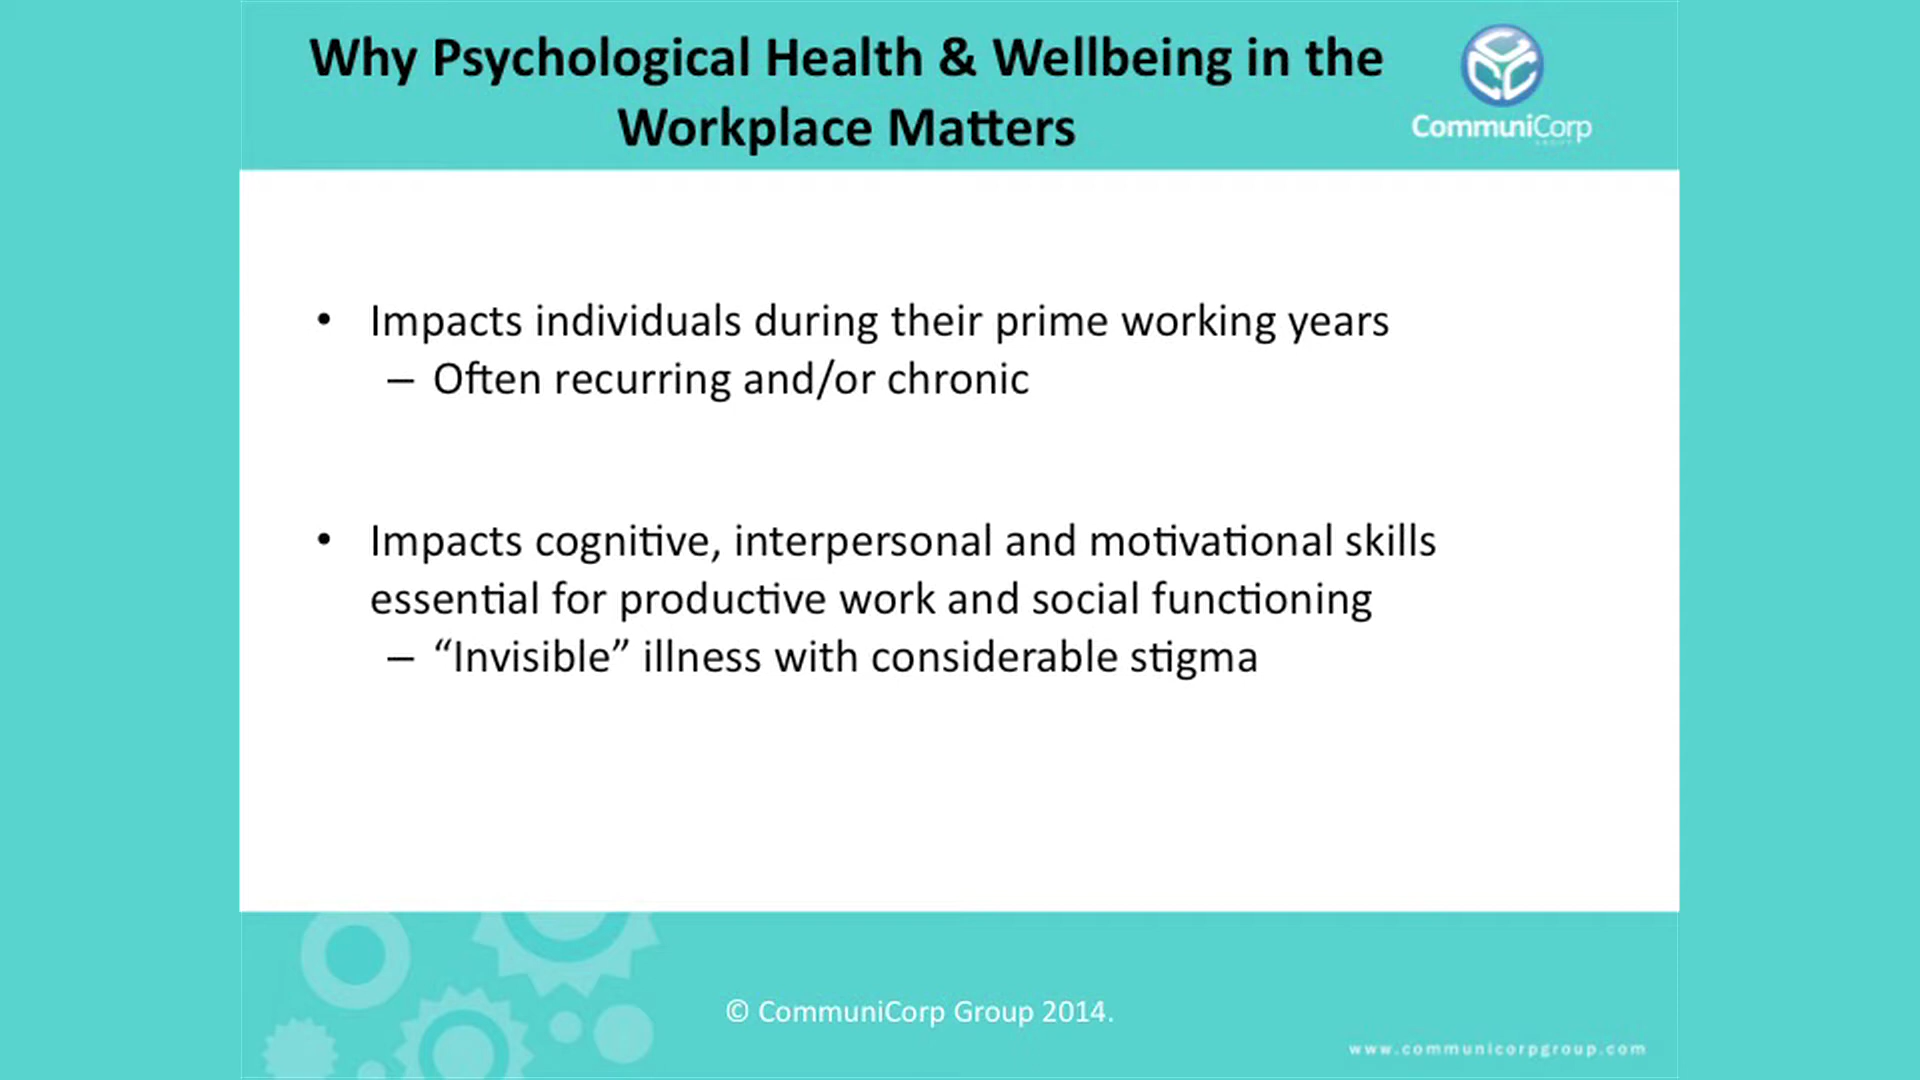 Why Psychological Health & Wellbeing in the
Workplace Matters
CommuniCorp
GROUP
• Impacts individuals during their prime working years
– Often recurring and/or chronic
• Impacts cognitive, interpersonal and motivational skills
essential for productive work and social functioning
– “Invisible” illness with considerable stigma
© CommuniCorp Group 2014.
www.communicorpgroup.com